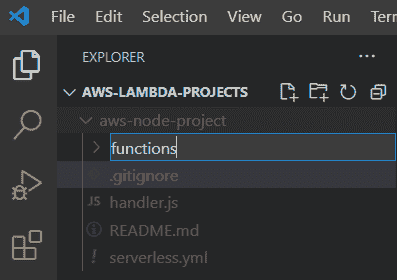 File Edit Selection View Go Run Tern
EXPLORER
AWS-LAMBDA-PROJECTS
aws-node-project
functions
.gitignore
JS handler.js
README.md
serverless.yml